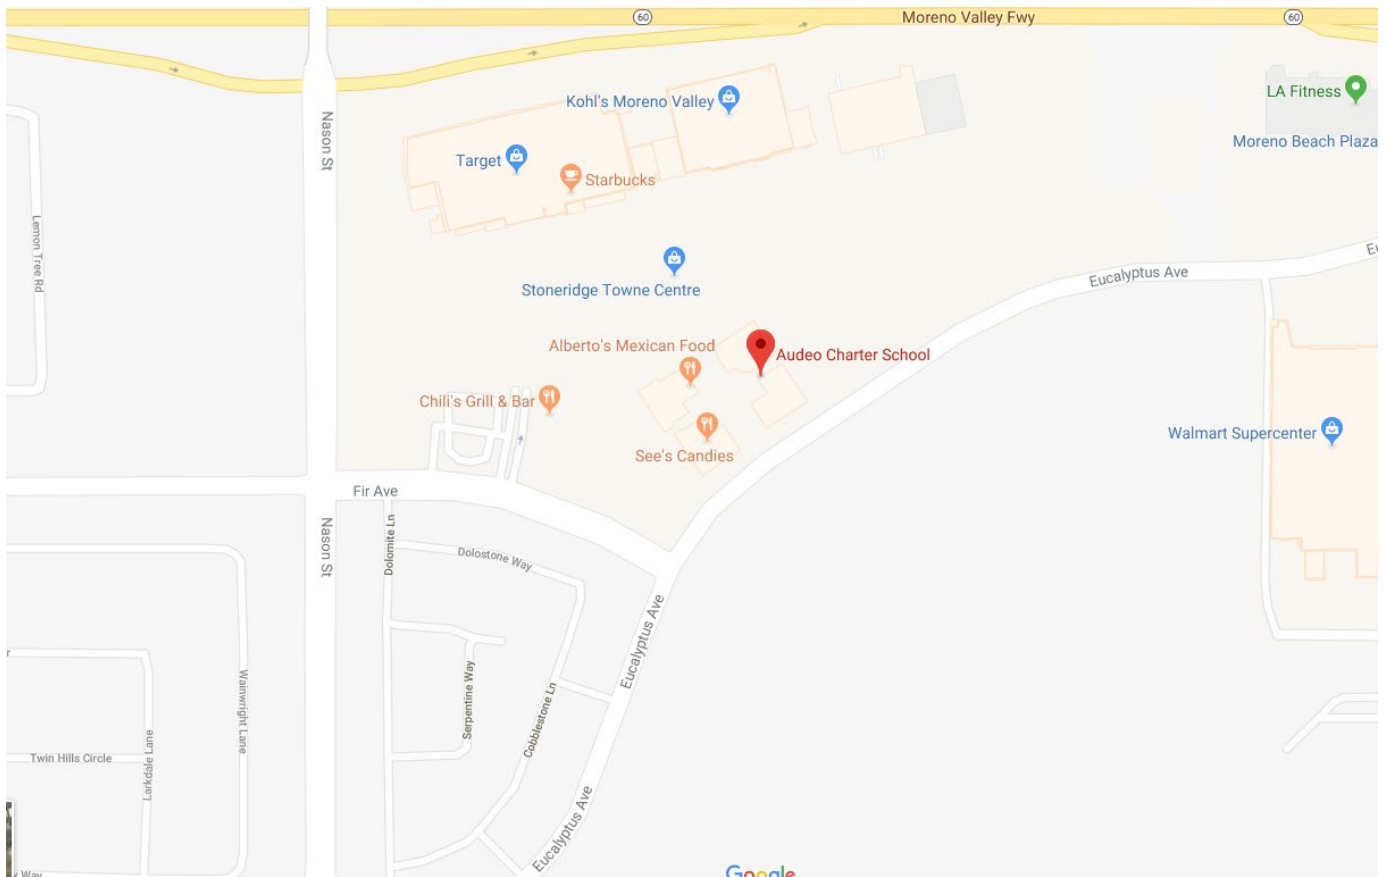 60
Moreno Valley Fwy
60
Kohl's Moreno Valley
LA Fitness
Nason St
Moreno Beach Plaza
Target
Starbucks
Lemon Tree Rd
Eucalyptus Ave
Stoneridge Towne Centre
Alberto's Mexican Food
Audeo Charter School
Chili's Grill & Bar
Walmart Supercenter
See's Candies
Fir Ave
Nason St
Dolomite Ln
Dolostone Way
Eucalyptus Ave
Serpentine Way
Cobblestone Ln
Wainwright Lane
Larkdale Lane
Twin Hills Circle
Eucalyptus Ave
Way
Google